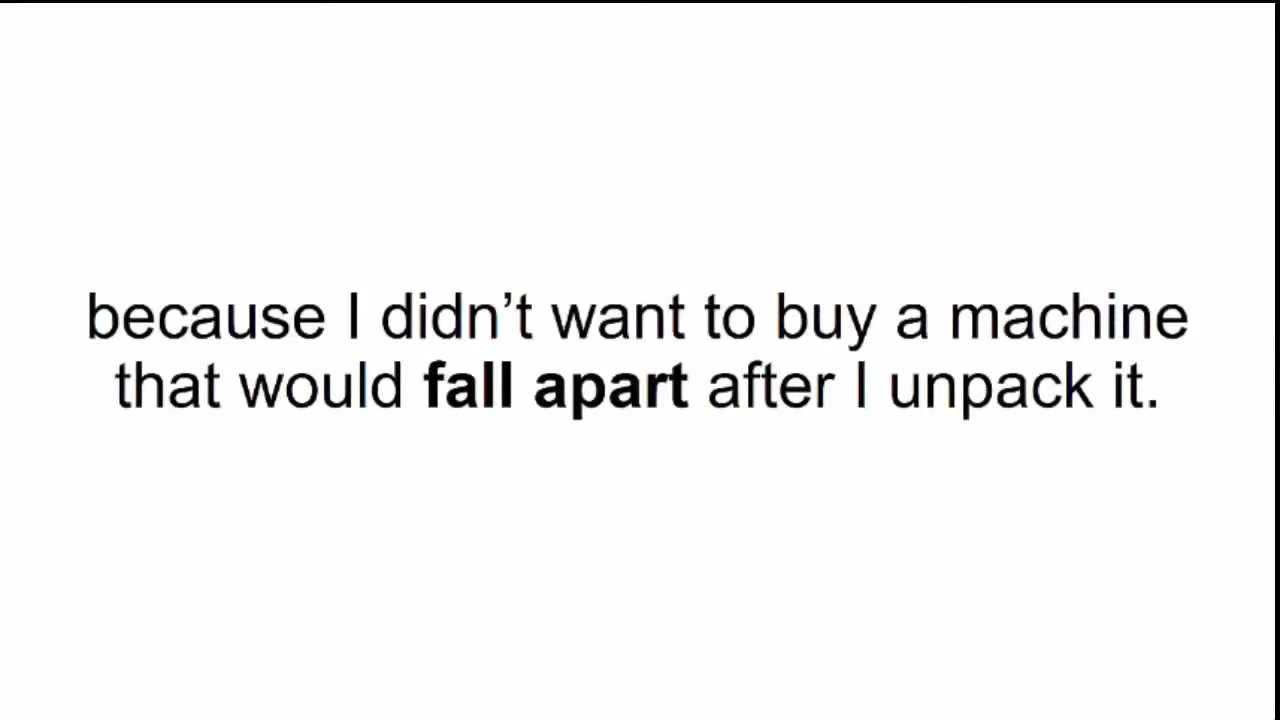 because I didn’t want to buy a machine
that would fall apart after I unpack it.